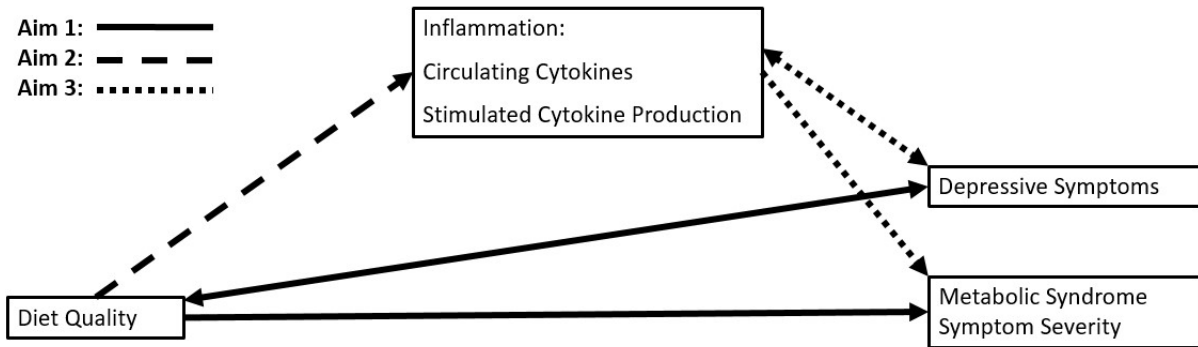 Aim 1:
Aim 2:
Aim 3:
Inflammation:
Circulating Cytokines
Stimulated Cytokine Production
Depressive Symptoms
Diet Quality
Metabolic Syndrome
Symptom Severity